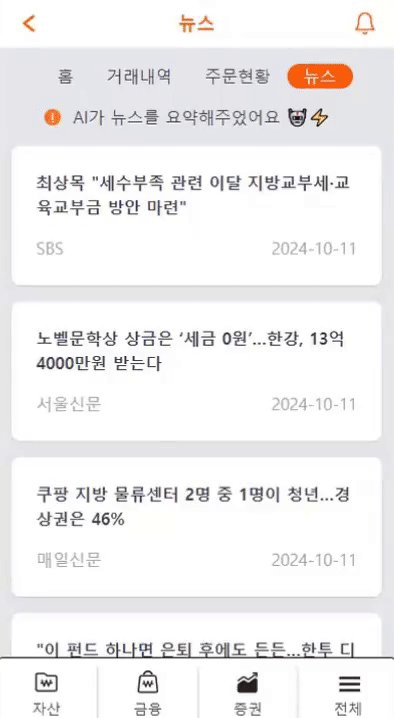 뉴스
홈 거래내역 주문현황 뉴스
AI가 뉴스를 요약해주었어요
최상목 "세수부족 관련 이달 지방교부세·교
육교부금 방안 마련"
SBS 2024-10-11
노벨문학상 상금은 ‘세금 0원’...한강, 13억
4000만원 받는다
서울신문 2024-10-11
쿠팡 지방 물류센터 2명 중 1명이 청년...경
상권은 46%
매일신문 2024-10-11
"이 펀드 하나면 은퇴 후에도 든든...한투 디
자산 금융 증권 전체